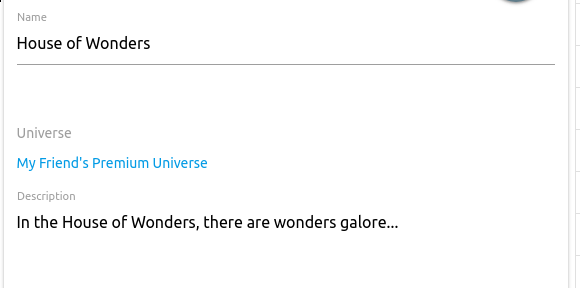 Name
House of Wonders
Universe
My Friend's Premium Universe
Description
In the House of Wonders, there are wonders galore...